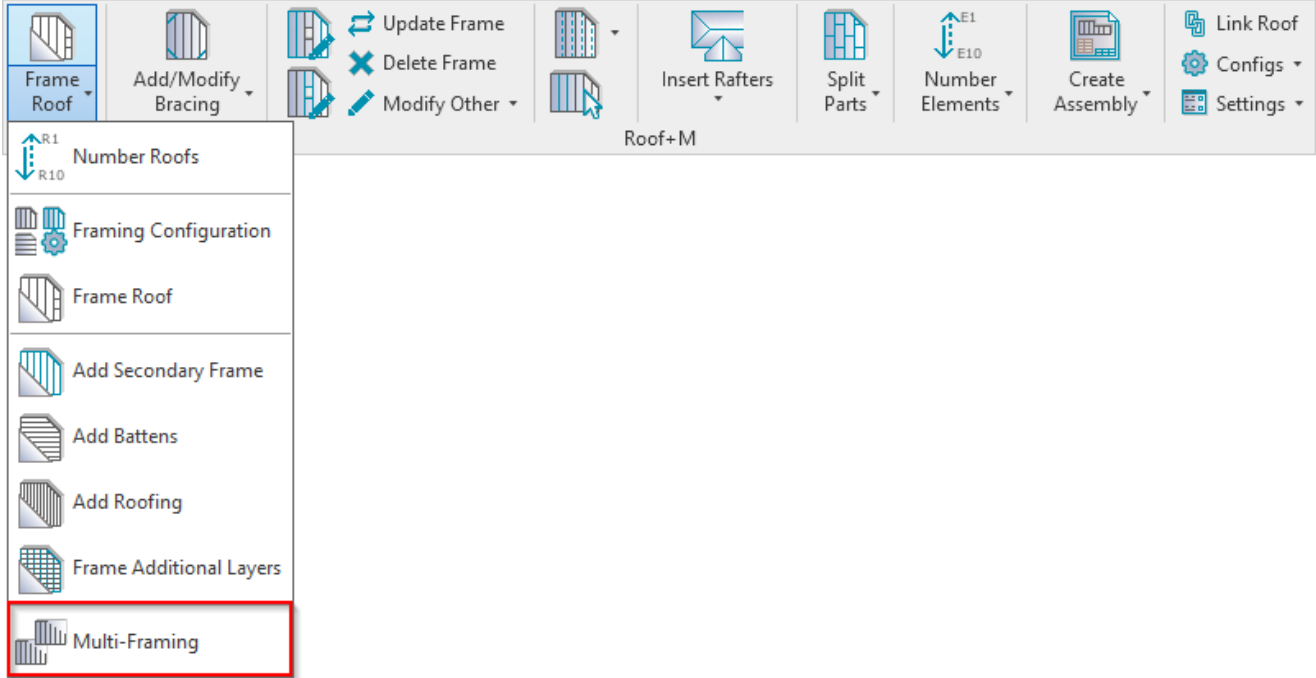 Frame
Roof
Add/Modify
Bracing
Update Frame
Delete Frame
Modify Other
Insert Rafters
Split
Parts
E1
E10
Number
Elements
Create
Assembly
Link Roof
Configs
Settings
Roof+M
R1
R10
Number Roofs
Framing Configuration
Frame Roof
Add Secondary Frame
Add Battens
Add Roofing
Frame Additional Layers
Multi-Framing